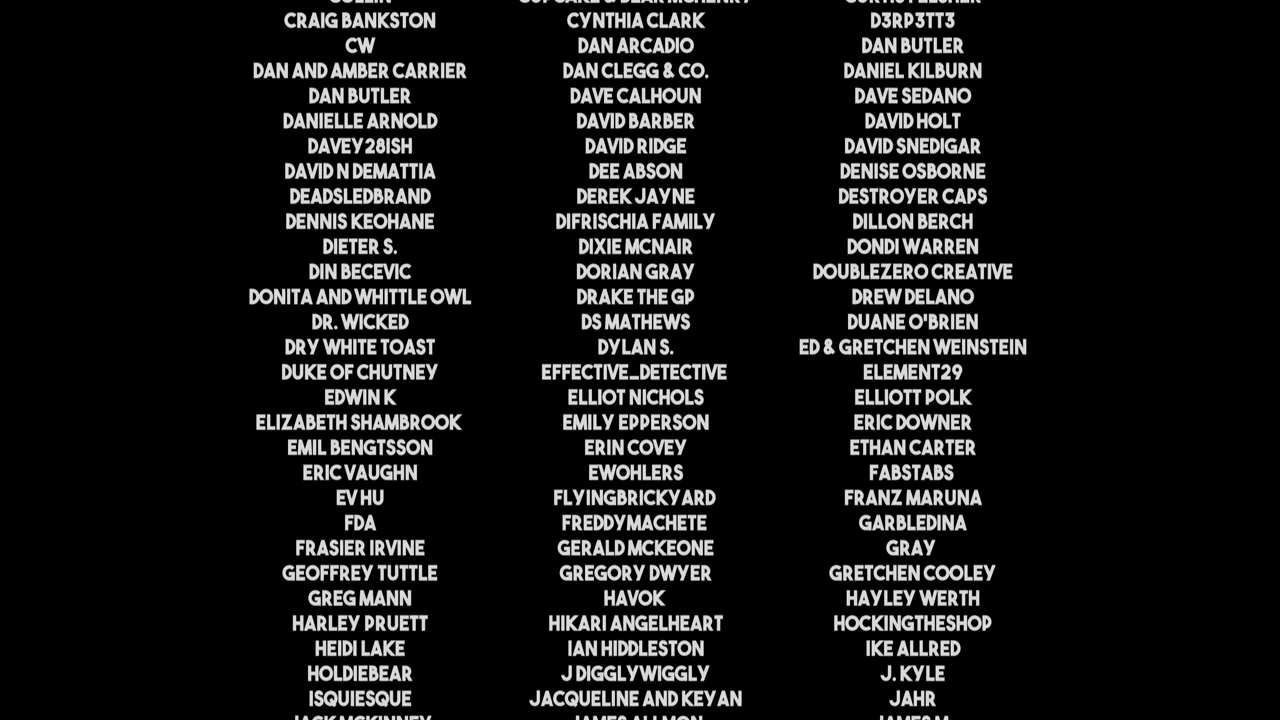 CRAIG BANKSTON CYNTHIA CLARK D3RP3TT3
CW DAN ARCADIO DAN BUTLER
DAN AND AMBER CARRIER DAN CLEGG & CO. DANIEL KILBURN
DAN BUTLER DAVE CALHOUN DAVE SEDANO
DANIELLE ARNOLD DAVID BARBER DAVID HOLT
DAVEY28ISH DAVID RIDGE DAVID SNEDIGAR
DAVID N DEMATTIA DEE ABSON DENISE OSBORNE
DEADSLEDBRAND DEREK JAYNE DESTROYER CAPS
DENNIS KEOHANE DIFRISCHIA FAMILY DILLON BERCH
DIETER S. DIXIE MCNAIR DONDI WARREN
DIN BECEVIC DORIAN GRAY DOUBLEZERO CREATIVE
DONITA AND WHITTLE OWL DRAKE THE GP DREW DELANO
DR. WICKED DS MATHEWS DUANE O'BRIEN
DRY WHITE TOAST DYLAN S. ED & GRETCHEN WEINSTEIN
DUKE OF CHUTNEY EFFECTIVE_DETECTIVE ELEMENT29
EDWIN K ELLIOT NICHOLS ELLIOTT POLK
ELIZABETH SHAMBROOK EMILY EPPERSON ERIC DOWNER
EMIL BENGTSSON ERIN COVEY ETHAN CARTER
ERIC VAUGHN EWOHLERS FABSTABS
EV HU FLYINGBRICKYARD FRANZ MARUNA
FDA FREDDYMACHETE GARBLEDINA
FRASIER IRVINE GERALD MCKEONE GRAY
GEOFFREY TUTTLE GREGORY DWYER GRETCHEN COOLEY
GREG MANN HAVOK HAYLEY WERTH
HARLEY PRUETT HIKARI ANGELHEART HOCKINGTHESHOP
HEIDI LAKE IAN HIDDLESTON IKE ALLRED
HOLDIEBEAR J DIGGLYWIGGLY J. KYLE
ISQUIESQUE JACQUELINE AND KEYAN JAHR